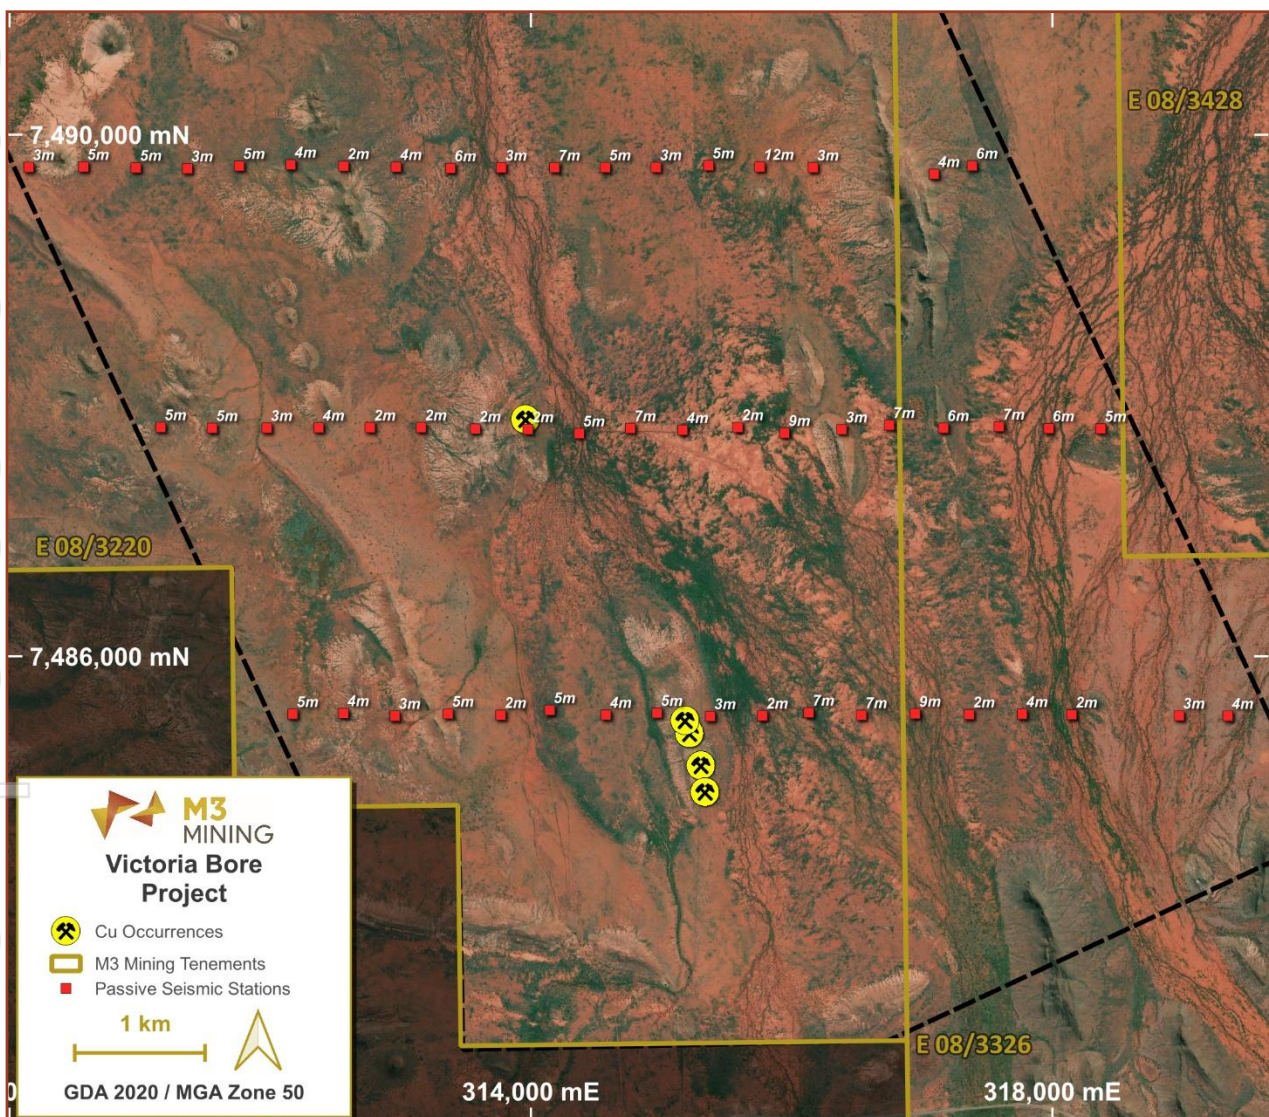 E 08/3428
7,490,000 mN
3m 5m 5m 3m 5m 4m 2m 4m 6m 3m 7m 5m 3m 5m 12m 3m 4m 6m
5m 5m 3m 4m 2m 2m 2m 2m 5m 7m 4m 2m 9m 3m 7m 6m 7m 6m 5m
E 08/3220
7,486,000 mN
5m 4m 3m 5m 2m 5m 4m 5m 3m 2m 7m 7m 9m 2m 4m 2m 3m 4m
M3
MINING
Victoria Bore
Project
Cu Occurrences
M3 Mining Tenements
Passive Seismic Stations
1 km
GDA 2020 / MGA Zone 50
E 08/3326
314,000 mE
318,000 mE